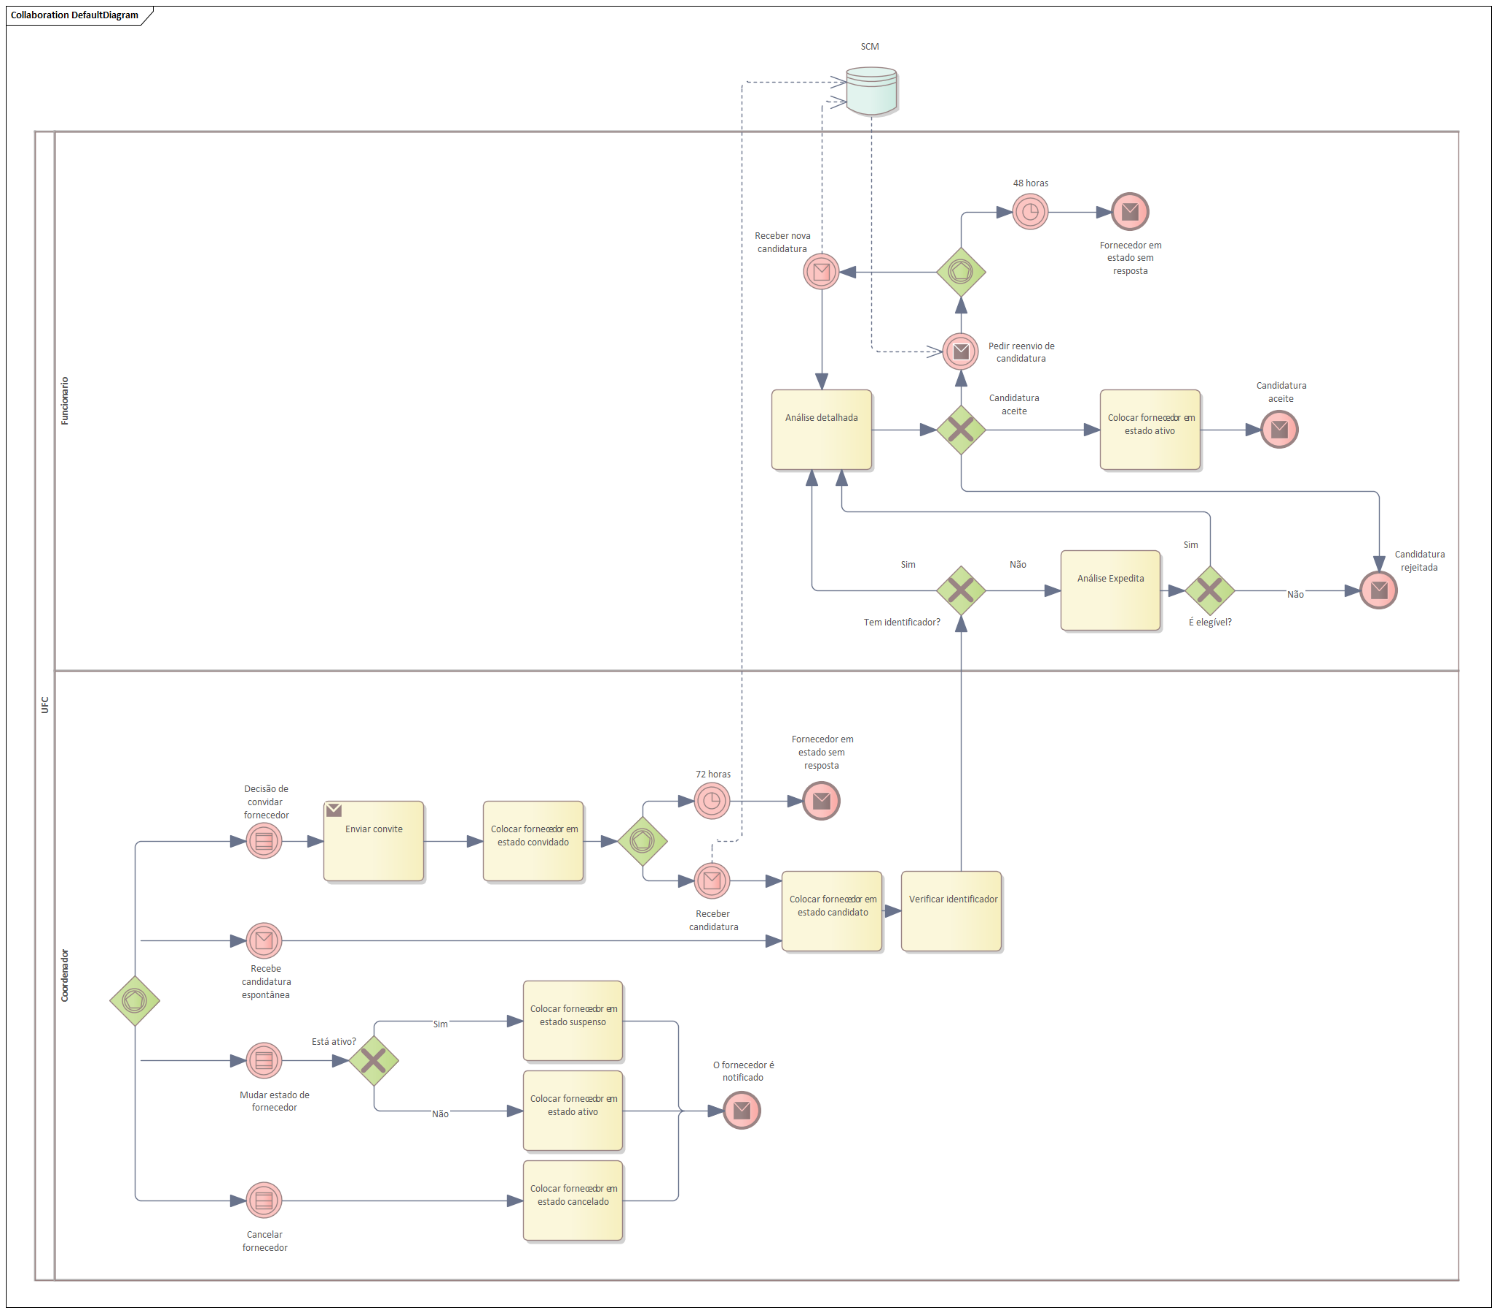 Collaboration DefaultDiagram
SCM
48 horas
Receber nova
candidatura
Fornecedor em
estado sem
resposta
Pedir reenvio de
candidatura
Funcionario
Candidatura
aceite
Candidatura
aceite
Análise detalhada
Colocar fornecedor em
estado ativo
Sim
Candidatura
rejeitada
Sim
Não
Análise Expedita
Não
Tem identificador?
É elegível?
UFC
Fornecedor em
estado sem
resposta
72 horas
Decisão de
convidar
fornecedor
Enviar convite
Colocar fornecedor em
estado convidado
Receber
candidatura
Colocar fornecedor em
estado candidato
Verificar identificador
Coordenador
Recebe
candidatura
espontânea
Colocar fornecedor em
estado suspenso
Sim
Está ativo?
O fornecedor é
notificado
Mudar estado de
fornecedor
Colocar fornecedor em
estado ativo
Não
Colocar fornecedor em
estado cancelado
Cancelar
fornecedor